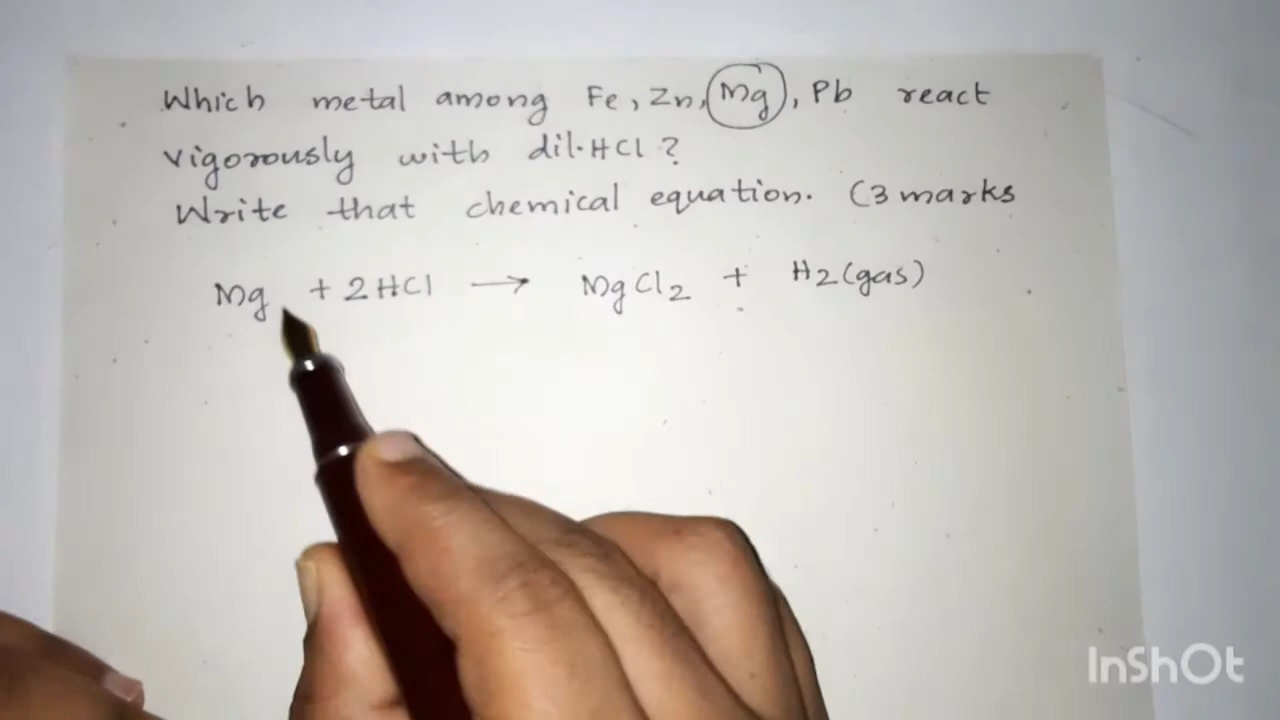 Which metal among Fe, Zn, Mg, Pb react
vigorously with dil.HCl?
Write that chemical equation. (3 marks
Mg + 2HCl → MgCl2 + H2(gas)
InShOt